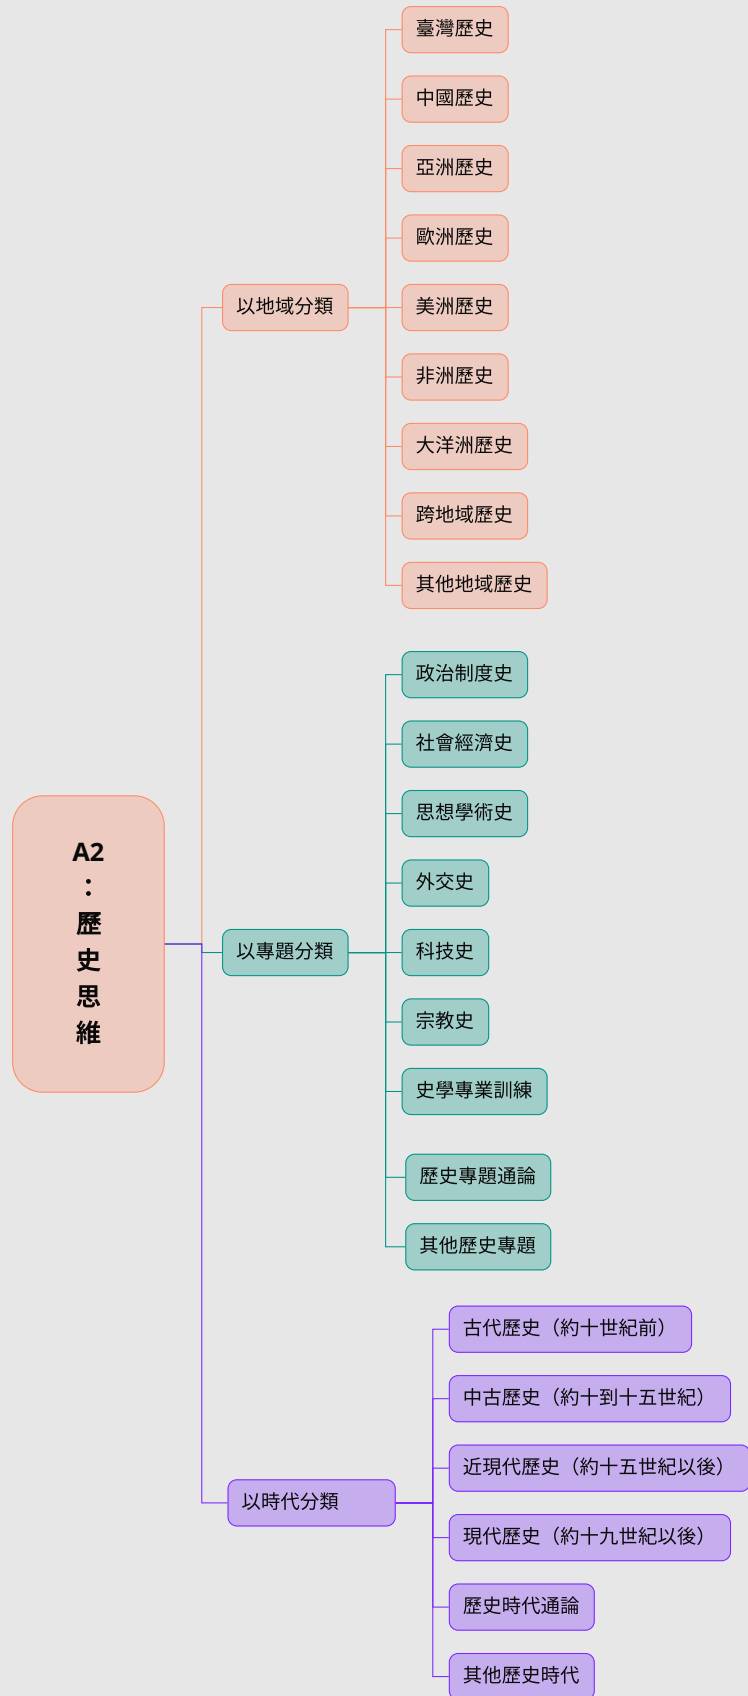 臺灣歷史
中國歷史
亞洲歷史
歐洲歷史
以地域分類
美洲歷史
非洲歷史
大洋洲歷史
跨地域歷史
其他地域歷史
政治制度史
社會經濟史
思想學術史
外交史
A2
：
歷
史
思
維
以專題分類
科技史
宗教史
史學專業訓練
歷史專題通論
其他歷史專題
古代歷史（約十世紀前）
中古歷史（約十到十五世紀）
近現代歷史（約十五世紀以後）
以時代分類
現代歷史（約十九世紀以後）
歷史時代通論
其他歷史時代